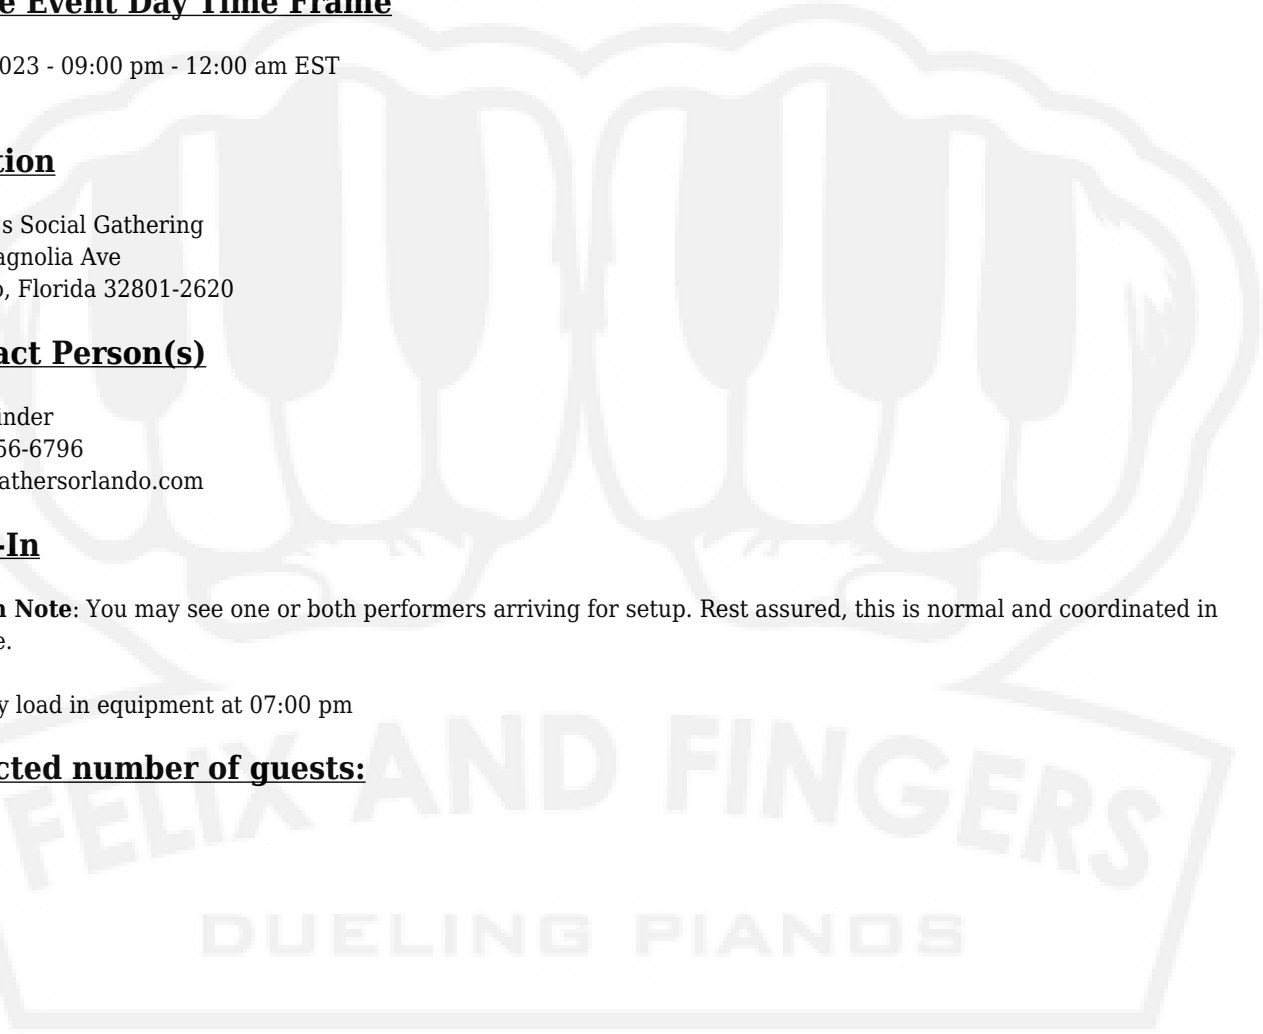 e Event Day Time Frame
023 - 09:00 pm - 12:00 am EST
tion
s Social Gathering
agnolia Ave
o, Florida 32801-2620
act Person(s)
inder
56-6796
athersorlando.com
-In
n Note: You may see one or both performers arriving for setup. Rest assured, this is normal and coordinated in
e.
y load in equipment at 07:00 pm
cted number of guests:
FELIX AND FINGERS
DUELING PIANOS